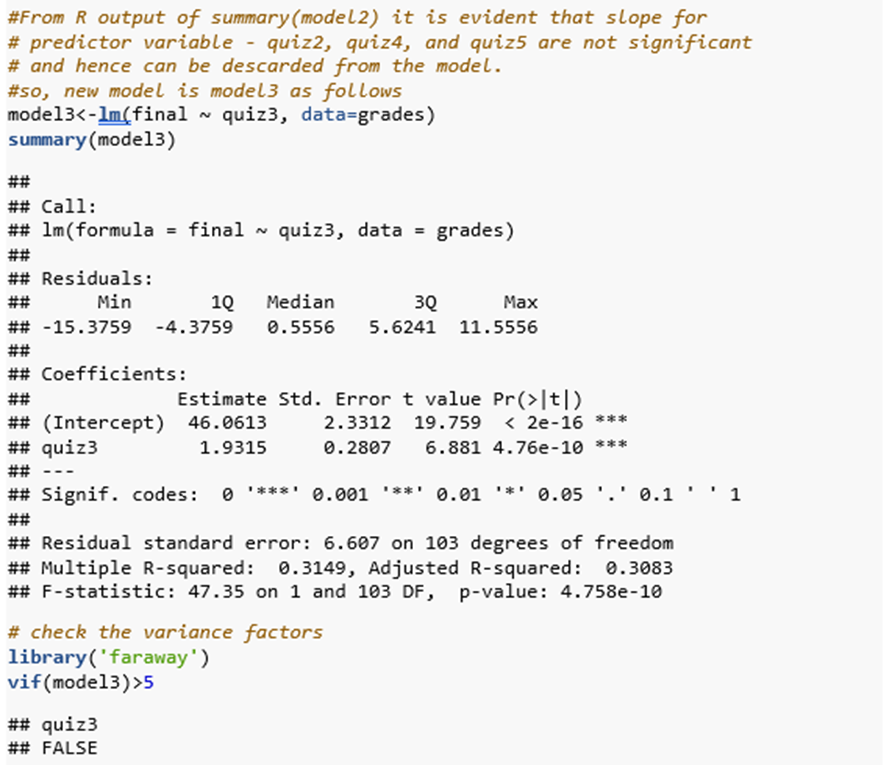 #From R output of summary(model2) it is evident that slope for
# predictor variable - quiz2, quiz4, and quiz5 are not significant
# and hence can be descarded from the model.
#so, new model is model3 as follows
model3<-lm(final ~ quiz3, data=grades)
summary(model3)
##
## Call:
## lm(formula = final ~ quiz3, data = grades)
##
## Residuals:
##      Min       1Q   Median       3Q      Max
## -15.3759  -4.3759   0.5556   5.6241  11.5556
##
## Coefficients:
##             Estimate Std. Error t value Pr(>|t|)
## (Intercept)  46.0613     2.3312  19.759  < 2e-16 ***
## quiz3         1.9315     0.2807   6.881 4.76e-10 ***
## ---
## Signif. codes:  0 '***' 0.001 '**' 0.01 '*' 0.05 '.' 0.1 ' ' 1
##
## Residual standard error: 6.607 on 103 degrees of freedom
## Multiple R-squared:  0.3149, Adjusted R-squared:  0.3083
## F-statistic: 47.35 on 1 and 103 DF,  p-value: 4.758e-10
# check the variance factors
library('faraway')
vif(model3)>5
## quiz3
## FALSE